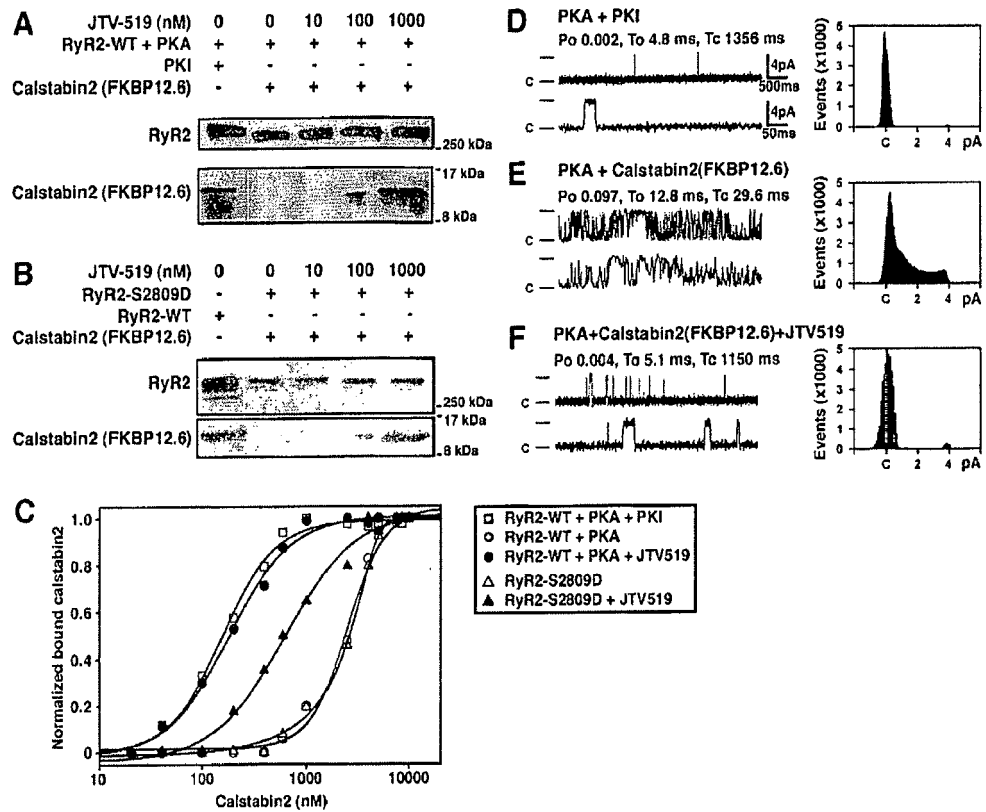 A
JTV-519 (nM) 0 0 10 100 1000
RyR2-WT + PKA + + + + +
PKI + - - - -
Calstabin2 (FKBP12.6) - + + + +
RyR2
250 kDa
Calstabin2 (FKBP12.6)
17 kDa
8 kDa
B
JTV-519 (nM) 0 0 10 100 1000
RyR2-S2809D - + + + +
RyR2-WT + - - - -
Calstabin2 (FKBP12.6) - + + + +
RyR2
250 kDa
17 kDa
Calstabin2 (FKBP12.6)
8 kDa
C
Normalized bound calstabin2
1.0
0.8
0.6
0.4
0.2
0
10 100 1000 10000
Calstabin2 (nM)
RyR2-WT + PKA + PKI
RyR2-WT + PKA
RyR2-WT + PKA + JTV519
RyR2-S2809D
RyR2-S2809D + JTV519
D
PKA + PKI
Po 0.002, To 4.8 ms, Tc 1356 ms
4pA
500ms
c
4pA
50ms
c
Events (x1000)
5
4
3
2
1
0
C 2 4 pA
E
PKA + Calstabin2(FKBP12.6)
Po 0.097, To 12.8 ms, Tc 29.6 ms
c
c
Events (x1000)
5
4
3
2
1
0
C 2 4 pA
F
PKA+Calstabin2(FKBP12.6)+JTV519
Po 0.004, To 5.1 ms, Tc 1150 ms
c
c
Events (x1000)
5
4
3
2
1
0
C 2 4 pA